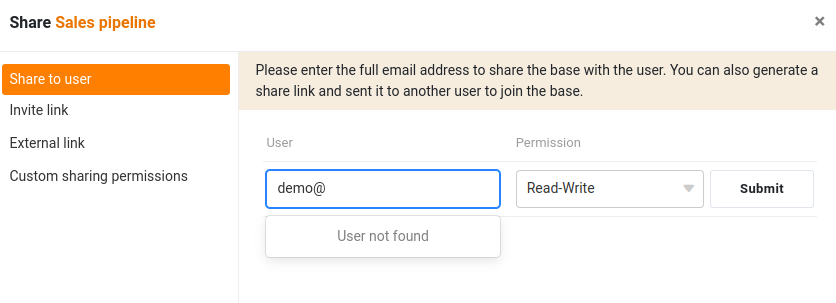 Share Sales pipeline ×
Share to user
Invite link
External link
Custom sharing permissions
Please enter the full email address to share the base with the user. You can also generate a
share link and sent it to another user to join the base.
User Permission
demo@ Read-Write Submit
User not found